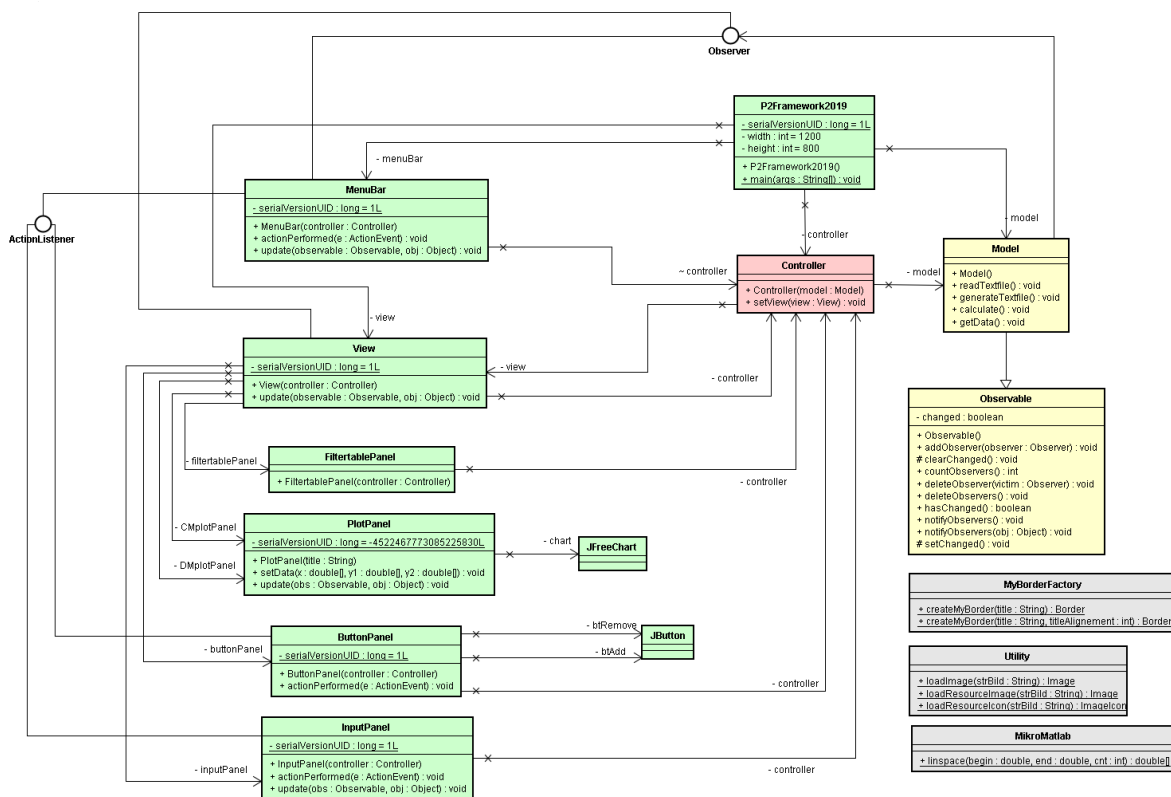 Observer
P2Framework2019
- serialVersionUID : long = 1L
- width : int = 1200
- height : int = 800
+ P2Framework2019()
+ main(args : String[]) : void
- menuBar
MenuBar
- serialVersionUID : long = 1L
+ MenuBar(controller : Controller)
+ actionPerformed(e : ActionEvent) : void
+ update(observable : Observable, obj : Object) : void
ActionListener
- model
- controller
Model
+ Model()
+ readTextfile() : void
+ generateTextfile() : void
+ calculate() : void
+ getData() : void
~ controller
Controller
+ Controller(model : Model)
+ setView(view : View) : void
- model
- view
View
- serialVersionUID : long = 1L
+ View(controller : Controller)
+ update(observable : Observable, obj : Object) : void
- view
- controller
Observable
- changed : boolean
+ Observable()
+ addObserver(observer : Observer) : void
# clearChanged() : void
+ countObservers() : int
+ deleteObserver(victim : Observer) : void
+ deleteObservers() : void
+ hasChanged() : boolean
+ notifyObservers() : void
+ notifyObservers(obj : Object) : void
# setChanged() : void
- filtertablePanel
FiltertablePanel
+ FiltertablePanel(controller : Controller)
- controller
- CMplotPanel
- DMplotPanel
PlotPanel
- serialVersionUID : long = -4522467773085225830L
+ PlotPanel(title : String)
+ setData(x : double[], y1 : double[], y2 : double[]) : void
+ update(obs : Observable, obj : Object) : void
- chart
JFreeChart
MyBorderFactory
+ createMyBorder(title : String) : Border
+ createMyBorder(title : String, titleAlignement : int) : Border
- buttonPanel
ButtonPanel
- serialVersionUID : long = 1L
+ ButtonPanel(controller : Controller)
+ actionPerformed(e : ActionEvent) : void
- btRemove
- btAdd
JButton
- controller
Utility
+ loadImage(strBild : String) : Image
+ loadResourceImage(strBild : String) : Image
+ loadResourceIcon(strBild : String) : ImageIcon
- inputPanel
InputPanel
- serialVersionUID : long = 1L
+ InputPanel(controller : Controller)
+ actionPerformed(e : ActionEvent) : void
+ update(obs : Observable, obj : Object) : void
- controller
MikroMatlab
+ linspace(begin : double, end : double, cnt : int) : double[]